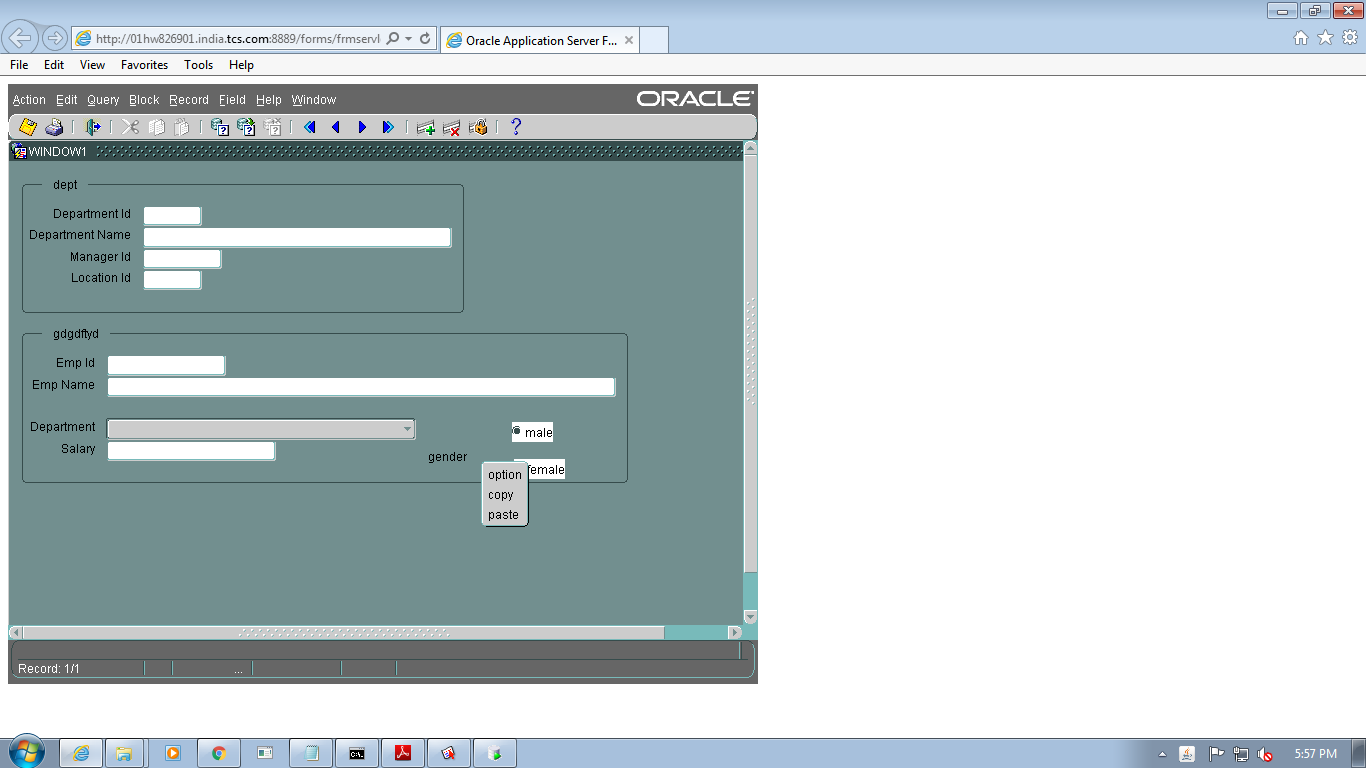 http://01hw826901.india.tcs.com:8889/forms/frmservl
Oracle Application Server F...
File Edit View Favorites Tools Help
Action Edit Query Block Record Field Help Window
ORACLE
WINDOW1
dept
Department Id
Department Name
Manager Id
Location Id
gdgdftyd
Emp Id
Emp Name
Department
male
Salary
gender
female
option
copy
paste
Record: 1/1
...
5:57 PM